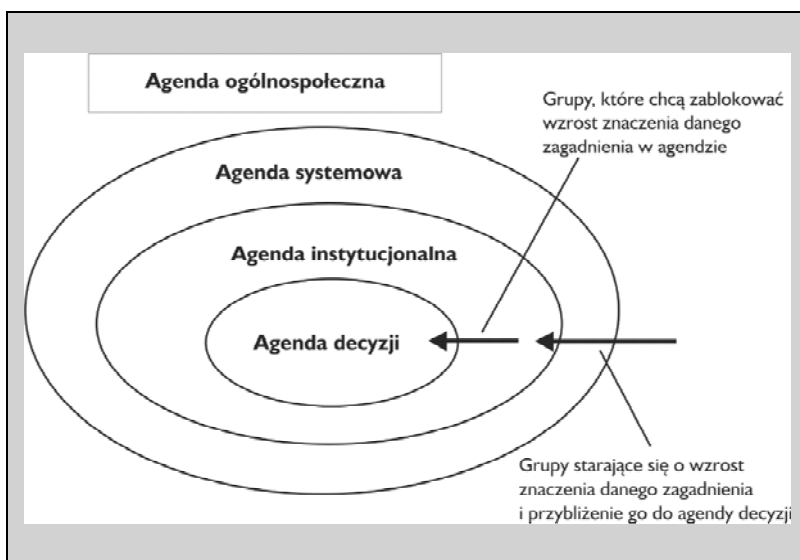 Agenda ogólnospołeczna
Grupy, które chcą zablokować
wzrost znaczenia danego
zagadnienia w agendzie
Agenda systemowa
Agenda instytucjonalna
Agenda decyzji
Grupy starające się o wzrost
znaczenia danego zagadnienia
i przybliżenie go do agendy decyzji